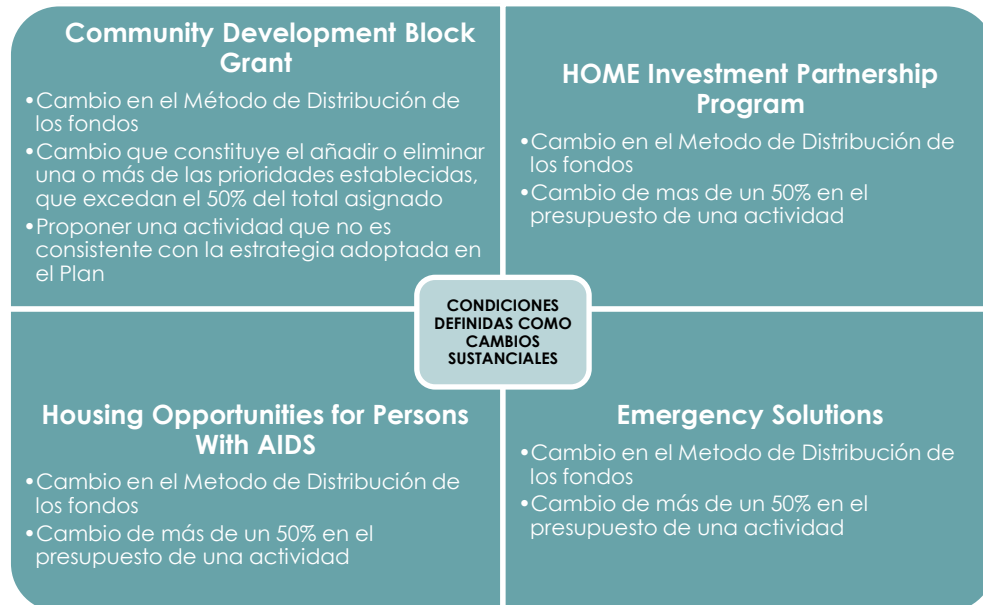 Community Development Block
Grant
•Cambio en el Método de Distribución de
los fondos
•Cambio que constituye el añadir o eliminar
una o más de las prioridades establecidas,
que excedan el 50% del total asignado
•Proponer una actividad que no es
consistente con la estrategia adoptada en
el Plan
HOME Investment Partnership
Program
•Cambio en el Metodo de Distribución de
los fondos
•Cambio de mas de un 50% en el
presupuesto de una actividad
CONDICIONES
DEFINIDAS COMO
CAMBIOS
SUSTANCIALES
Housing Opportunities for Persons
With AIDS
•Cambio en el Metodo de Distribución de
los fondos
•Cambio de más de un 50% en el
presupuesto de una actividad
Emergency Solutions
•Cambio en el Metodo de Distribución de
los fondos
•Cambio de más de un 50% en el
presupuesto de una actividad